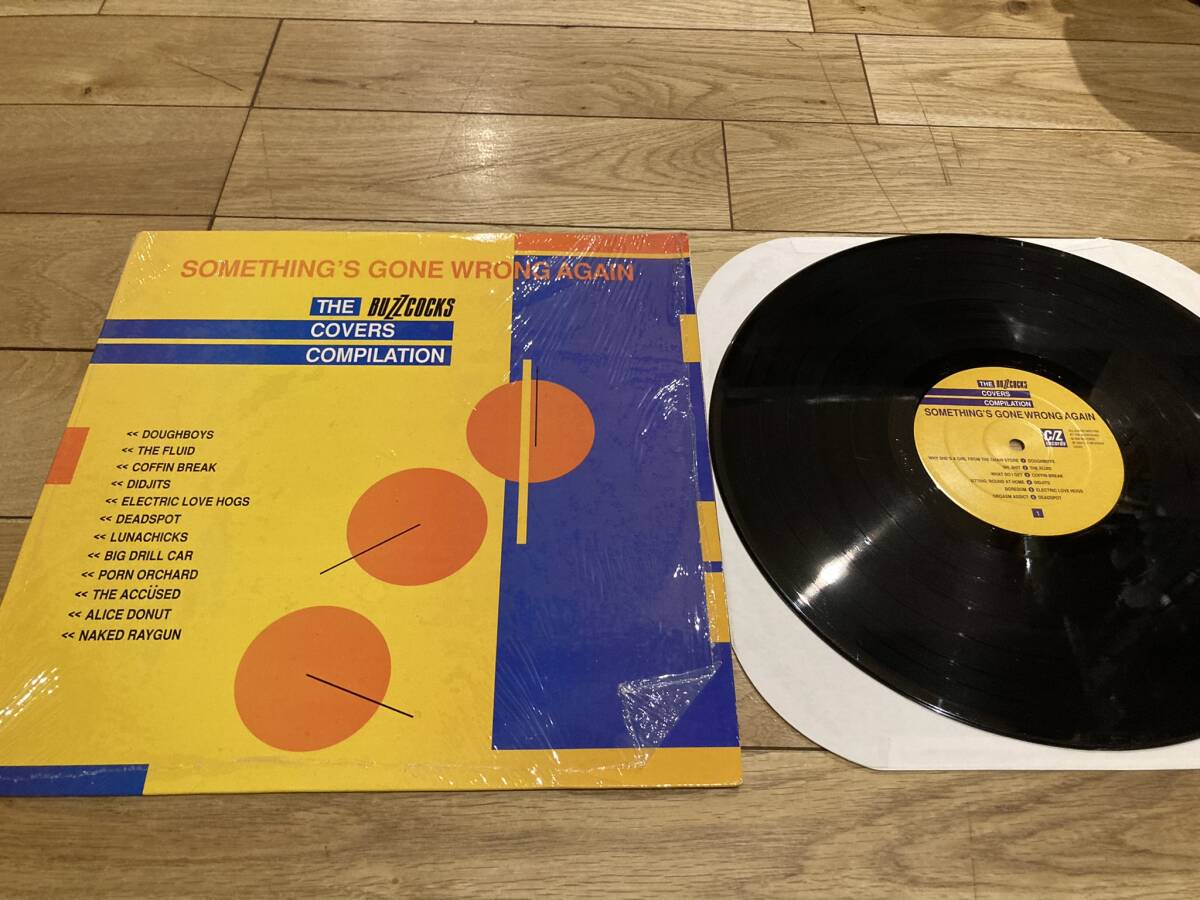 SOMETHING'S GONE WRONG AGAIN
THE BUZZCOCKS
COVERS
COMPILATION
<< DOUGHBOYS
<< THE FLUID
<< COFFIN BREAK
<< DIDJITS
<< ELECTRIC LOVE HOGS
<< DEADSPOT
<< LUNACHICKS
<< BIG DRILL CAR
<< PORN ORCHARD
<< THE ACCÜSED
<< ALICE DONUT
<< NAKED RAYGUN
THE BUZZCOCKS
COVERS
COMPILATION
SOMETHING'S GONE WRONG AGAIN
C/Z
records
WHY SHE'S A GIRL FROM THE CHAIN STORE DOUGHBOYS
OH, SHIT THE FLUID
WHAT DO I GET COFFIN BREAK
SITTING 'ROUND AT HOME DIDJITS
BOREDOM ELECTRIC LOVE HOGS
ORGASM ADDICT DEADSPOT
1